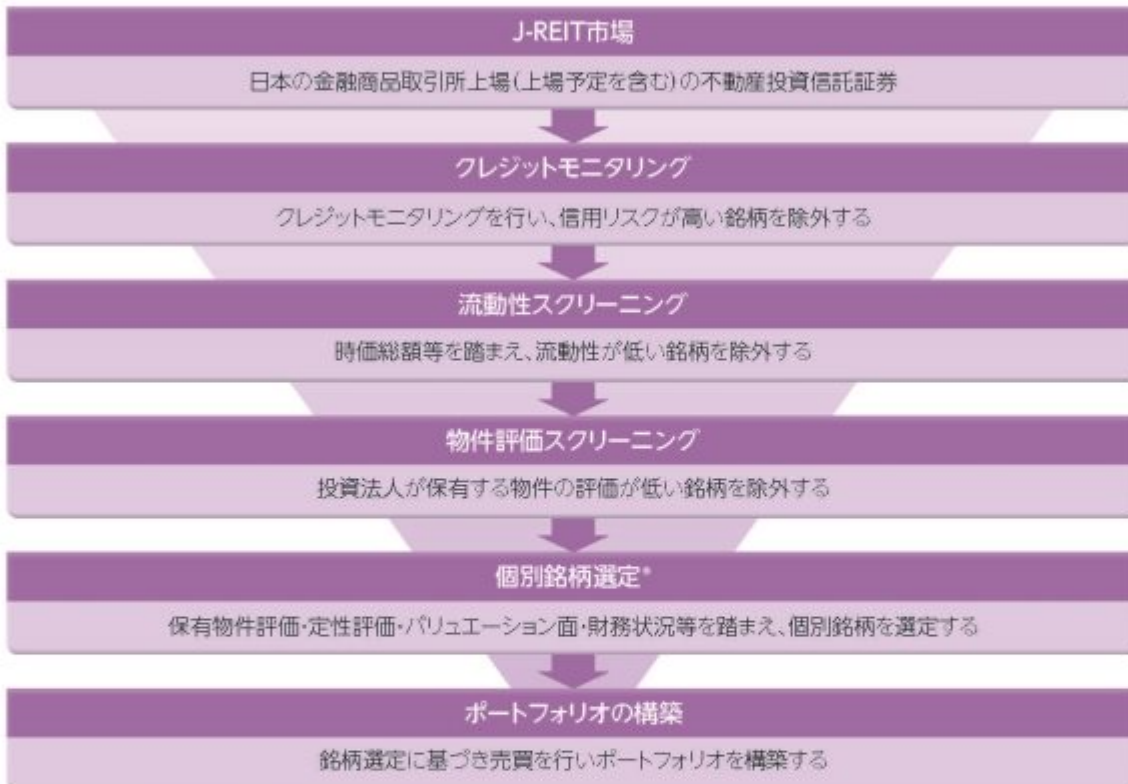 J-REIT市場
日本の金融商品取引所上場(上場予定を含む)の不動産投資信託証券
クレジットモニタリング
クレジットモニタリングを行い、信用リスクが高い銘柄を除外する
流動性スクリーニング
時価総額等を踏まえ、流動性が低い銘柄を除外する
物件評価スクリーニング
投資法人が保有する物件の評価が低い銘柄を除外する
個別銘柄選定*
保有物件評価・定性評価・バリュエーション面・財務状況等を踏まえ、個別銘柄を選定する
ポートフォリオの構築
銘柄選定に基づき売買を行いポートフォリオを構築する